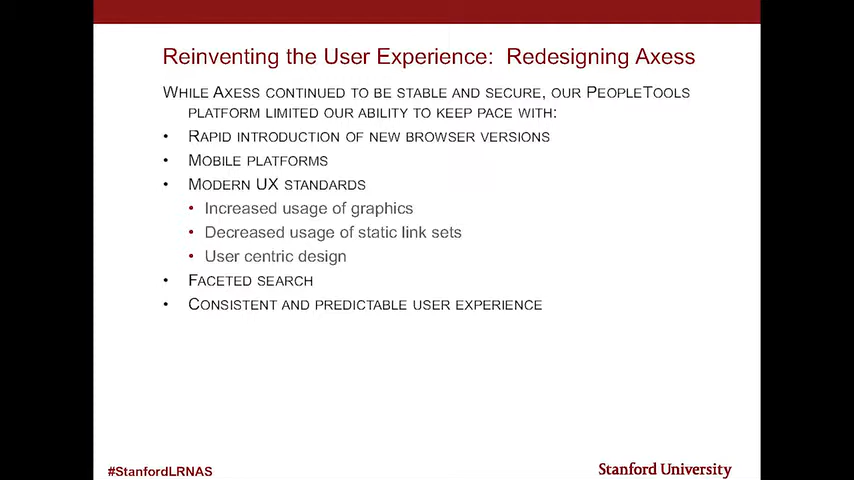 Reinventing the User Experience: Redesigning Axess
While Axess continued to be stable and secure, our PeopleTools
platform limited our ability to keep pace with:
• Rapid introduction of new browser versions
• Mobile platforms
• Modern UX standards
• Increased usage of graphics
• Decreased usage of static link sets
• User centric design
• Faceted search
• Consistent and predictable user experience
#StanfordLRNAS
Stanford University